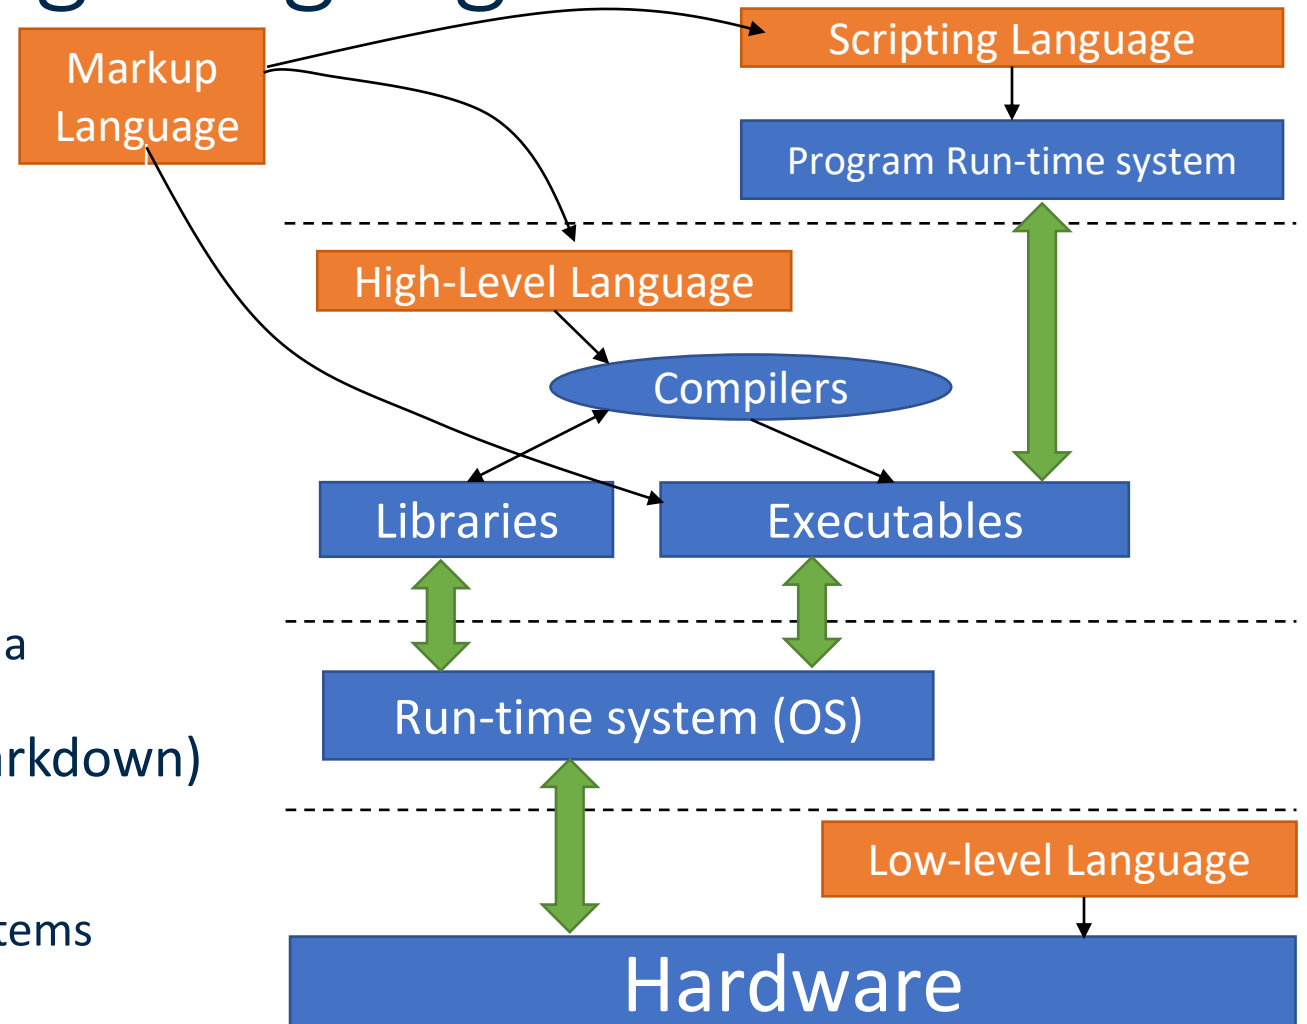 Markup
Language
Scripting Language
Program Run-time system
High-Level Language
Compilers
Libraries
Executables
a
Run-time system (OS)
arkdown)
Low-level Language
tems
Hardware